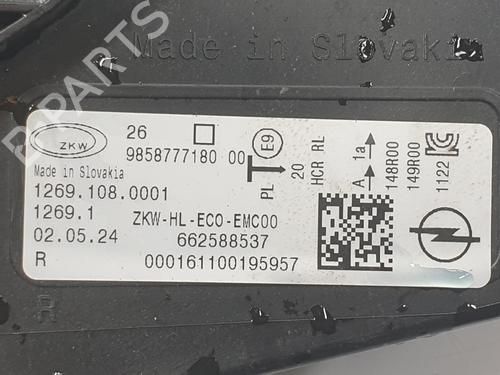 Made in Slovakia
B-PARTS
ZKW
26
9858777180 00
E9
Made in Slovakia
1269.108.0001
1269.1
ZKW-HL-ECO-EMC00
02.05.24
662588537
R
000161100195957
PL
20
HCR RL
A
1a
148R00
149R00
1122
R